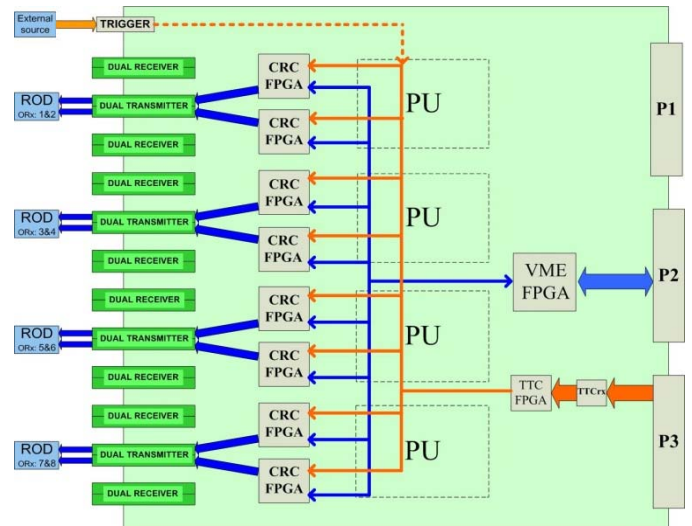 External
source
TRIGGER
DUAL RECEIVER
CRC
FPGA
PU
P1
ROD
ORx: 1&2
DUAL TRANSMITTER
CRC
FPGA
DUAL RECEIVER
DUAL RECEIVER
CRC
FPGA
PU
ROD
ORx: 3&4
DUAL TRANSMITTER
CRC
FPGA
VME
FPGA
P2
DUAL RECEIVER
DUAL RECEIVER
CRC
FPGA
PU
ROD
ORx: 5&6
DUAL TRANSMITTER
CRC
FPGA
DUAL RECEIVER
TTC
FPGA
TTCrx
P3
DUAL RECEIVER
CRC
FPGA
PU
ROD
ORx: 7&8
DUAL TRANSMITTER
CRC
FPGA
DUAL RECEIVER